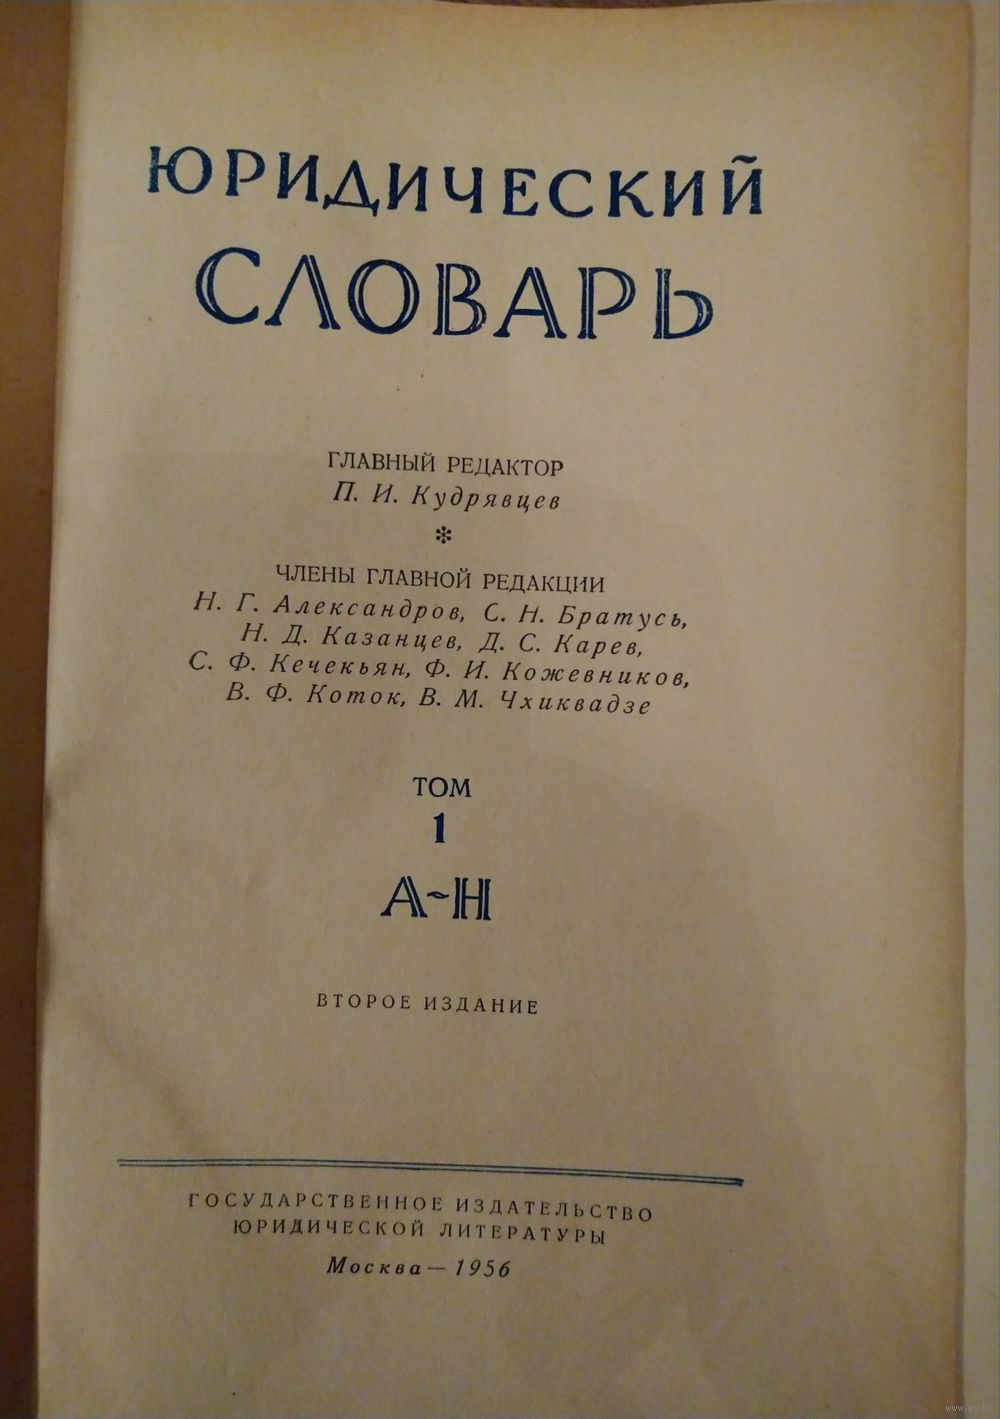 ЮРИДИЧЕСКИЙ
СЛОВАРЬ
ГЛАВНЫЙ РЕДАКТОР
П. И. Кудрявцев
*
ЧЛЕНЫ ГЛАВНОЙ РЕДАКЦИИ
Н. Г. Александров, С. Н. Братусь,
Н. Д. Казанцев, Д. С. Карев,
С. Ф. Кечекьян, Ф. И. Кожевников,
В. Ф. Коток, В. М. Чхиквадзе
ТОМ
1
А~Н
ВТОРОЕ ИЗДАНИЕ
ГОСУДАРСТВЕННОЕ ИЗДАТЕЛЬСТВО
ЮРИДИЧЕСКОЙ ЛИТЕРАТУРЫ
Москва — 1956